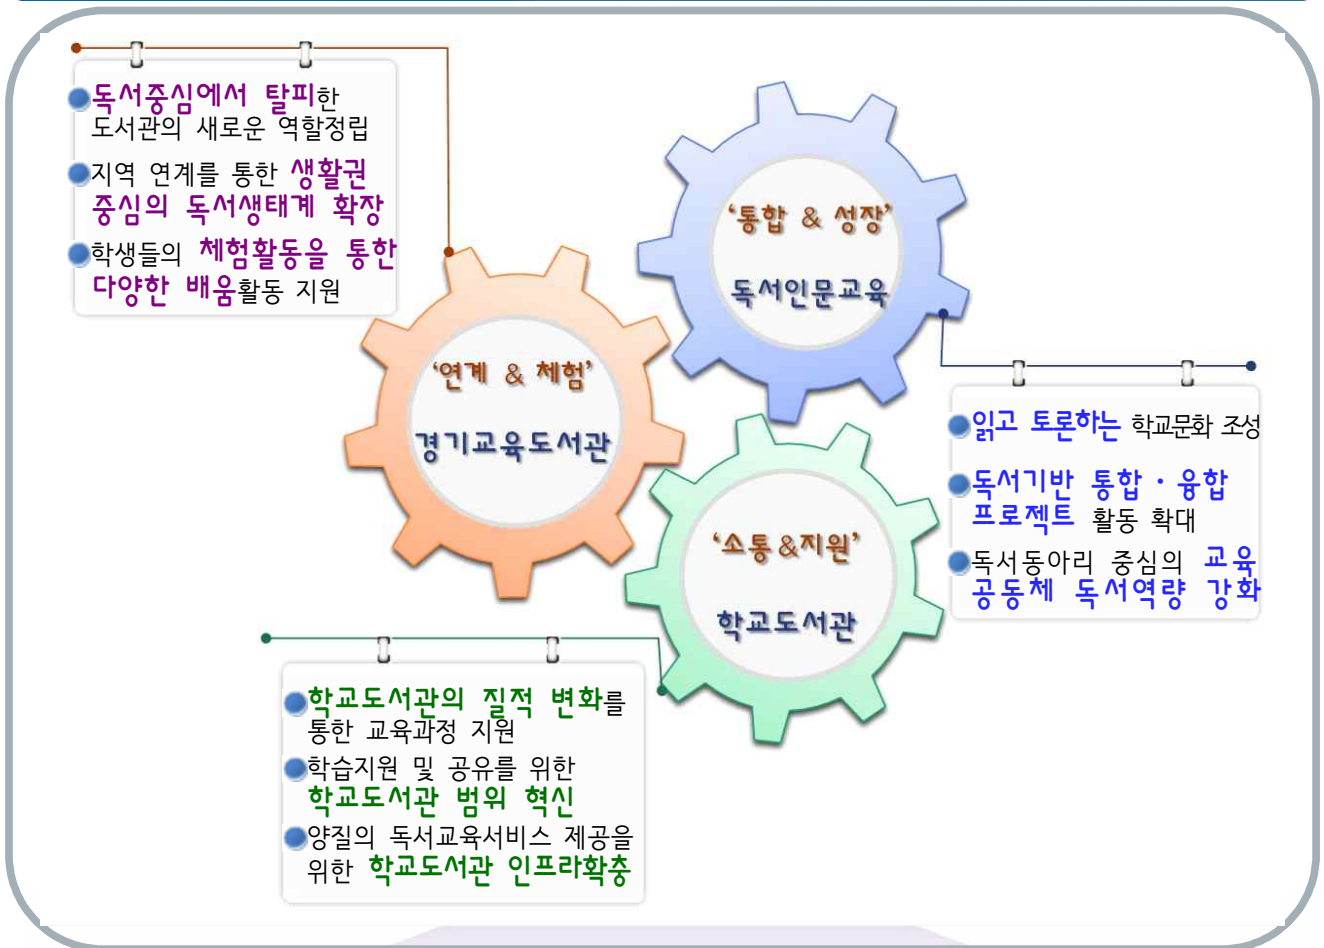 독서중심에서 탈피한
도서관의 새로운 역할정립
지역 연계를 통한 생활권
중심의 독서생태계 확장
학생들의 체험활동을 통한
다양한 배움활동 지원
‘연계 & 체험’
경기교육도서관
‘통합 & 성장’
독서인문교육
읽고 토론하는 학교문화 조성
독서기반 통합・융합
프로젝트 활동 확대
독서동아리 중심의 교육
공동체 독서역량 강화
‘소통&지원’
학교도서관
학교도서관의 질적 변화를
통한 교육과정 지원
학습지원 및 공유를 위한
학교도서관 범위 혁신
양질의 독서교육서비스 제공을
위한 학교도서관 인프라확충